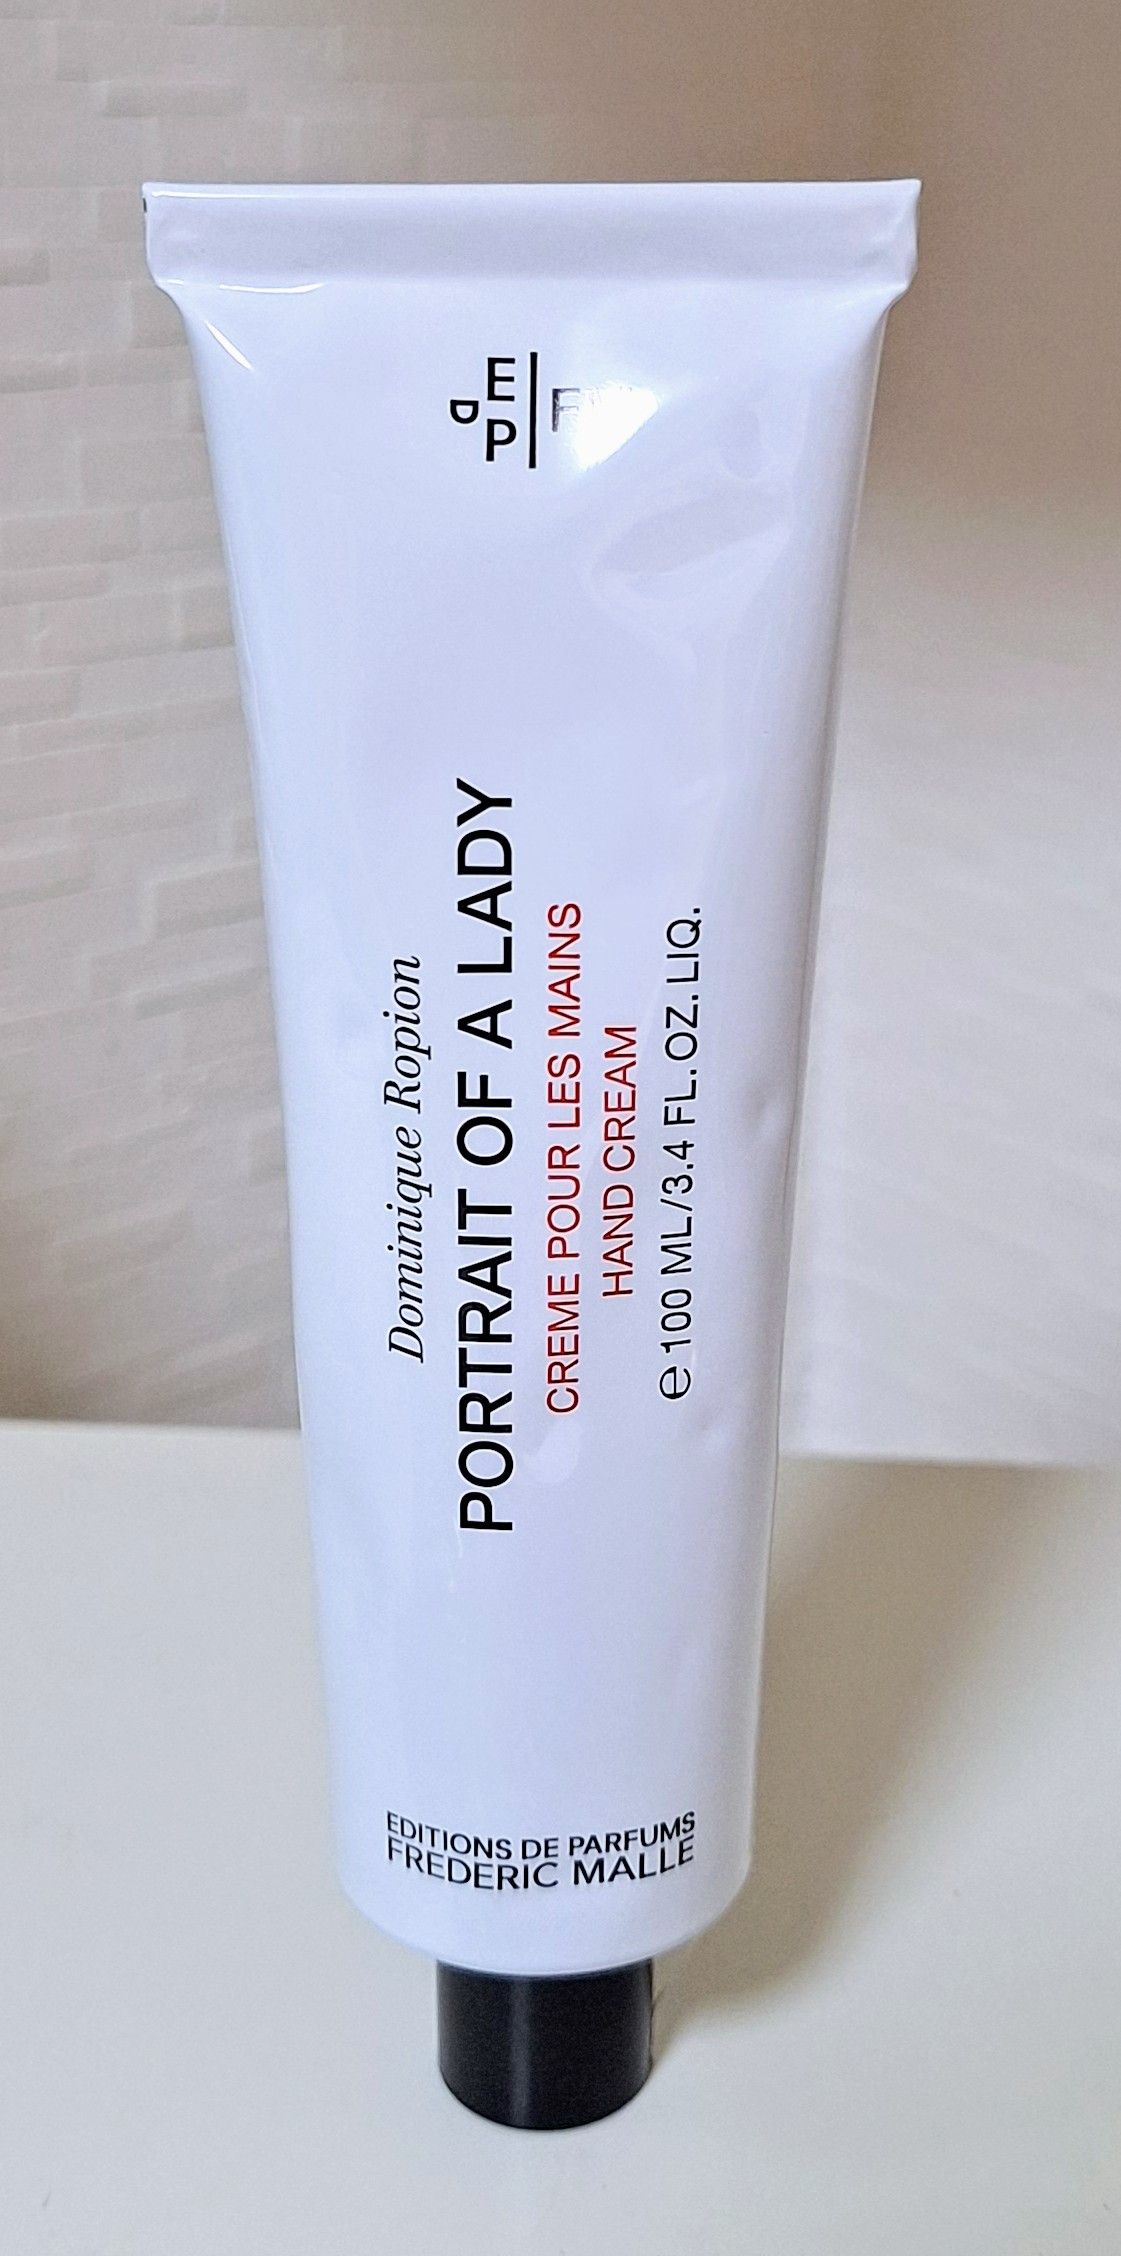 E
D
P
F
Dominique Ropion
PORTRAIT OF A LADY
CREME POUR LES MAINS
HAND CREAM
℮ 100 ML/3.4 FL.OZ. LIQ.
EDITIONS DE PARFUMS
FREDERIC MALLE